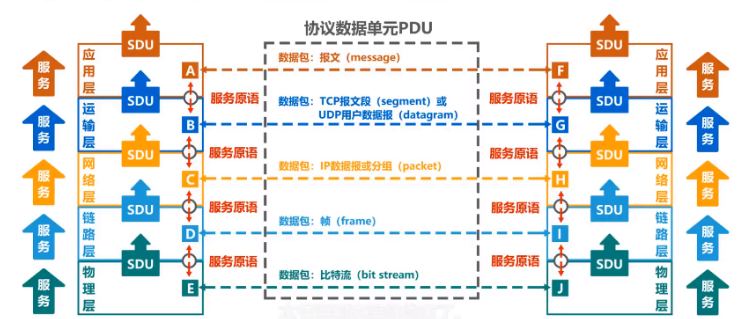 协议数据单元PDU
SDU
SDU
服务
应用层
A
数据包：报文（message）
F
应用层
服务
SDU
服务原语
服务原语
SDU
服务
运输层
B
数据包：TCP报文段（segment）或
UDP用户数据报（datagram）
G
运输层
服务
SDU
服务原语
服务原语
SDU
服务
网络层
C
数据包：IP数据报或分组（packet）
H
网络层
服务
SDU
服务原语
服务原语
SDU
服务
链路层
D
数据包：帧（frame）
I
链路层
服务
SDU
服务原语
服务原语
SDU
服务
物理层
E
数据包：比特流（bit stream）
J
物理层
服务